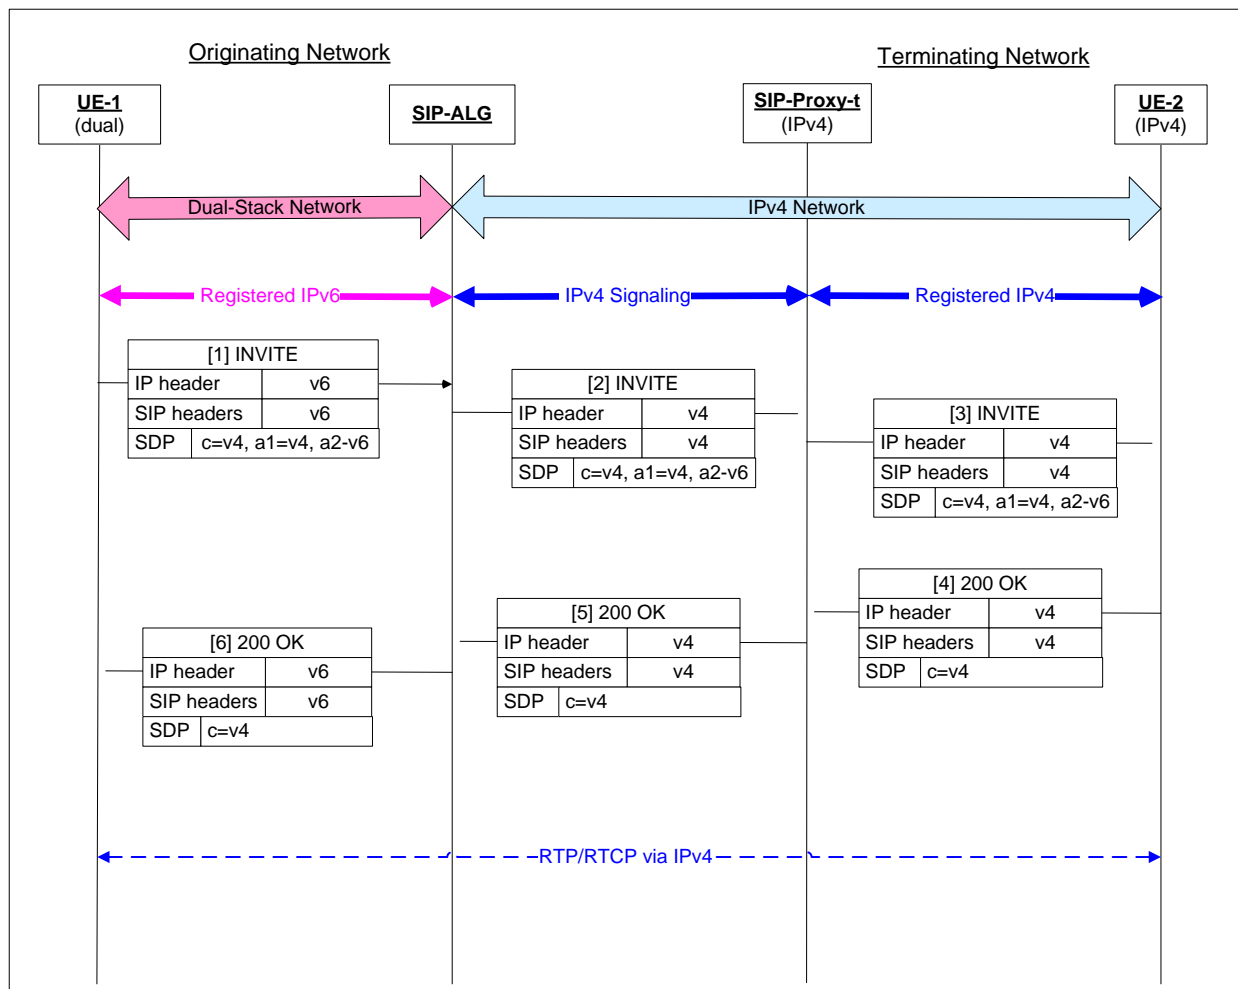 Originating Network
Terminating Network
UE-1
(dual)
SIP-ALG
SIP-Proxy-t
(IPv4)
UE-2
(IPv4)
Dual-Stack Network
IPv4 Network
Registered IPv6
IPv4 Signaling
Registered IPv4
[1] INVITE
IP header v6
SIP headers v6
SDP c=v4, a1=v4, a2-v6
[2] INVITE
IP header v4
SIP headers v4
SDP c=v4, a1=v4, a2-v6
[3] INVITE
IP header v4
SIP headers v4
SDP c=v4, a1=v4, a2-v6
[4] 200 OK
IP header v4
SIP headers v4
SDP c=v4
[5] 200 OK
IP header v4
SIP headers v4
SDP c=v4
[6] 200 OK
IP header v6
SIP headers v6
SDP c=v4
RTP/RTCP via IPv4